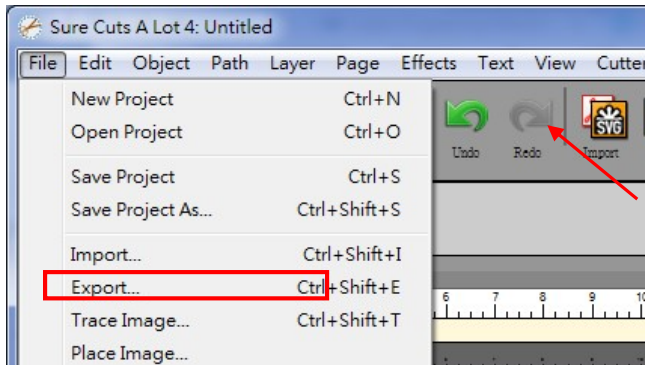 Sure Cuts A Lot 4: Untitled
File Edit Object Path Layer Page Effects Text View Cutter
New Project Ctrl+N
Open Project Ctrl+O
Save Project Ctrl+S
Save Project As... Ctrl+Shift+S
Import... Ctrl+Shift+I
Export... Ctrl+Shift+E
Trace Image... Ctrl+Shift+T
Place Image...
SVG
Undo Redo Import
6 7 8 9 10